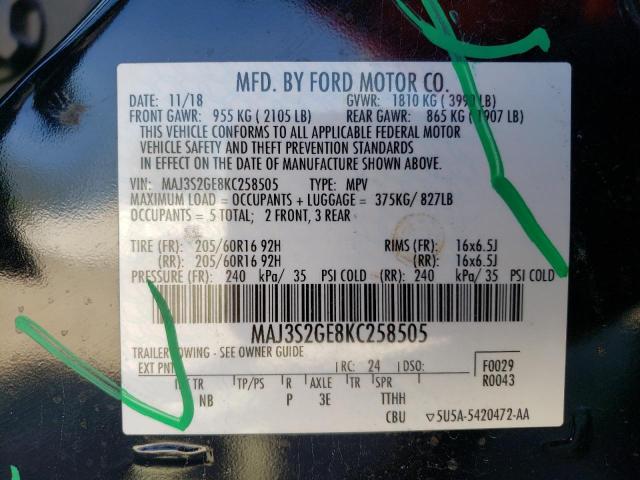 MFD. BY FORD MOTOR CO.
DATE: 11/18 GVWR: 1810 KG ( 3990 LB)
FRONT GAWR: 955 KG ( 2105 LB) REAR GAWR: 865 KG ( 1907 LB)
THIS VEHICLE CONFORMS TO ALL APPLICABLE FEDERAL MOTOR
VEHICLE SAFETY AND THEFT PREVENTION STANDARDS
IN EFFECT ON THE DATE OF MANUFACTURE SHOWN ABOVE.
VIN: MAJ3S2GE8KC258505 TYPE: MPV
MAXIMUM LOAD = OCCUPANTS + LUGGAGE = 375KG/ 827LB
OCCUPANTS = 5 TOTAL; 2 FRONT, 3 REAR
TIRE (FR): 205/60R16 92H RIMS (FR): 16x6.5J
(RR): 205/60R16 92H (RR): 16x6.5J
PRESSURE (FR): 240 kPa/ 35 PSI COLD (RR): 240 kPa/ 35 PSI COLD
MAJ3S2GE8KC258505
TRAILER TOWING - SEE OWNER GUIDE
EXT PNT: RC: 24 DSO: F0029
R0043
TR TP/PS R AXLE TR SPR
NB P 3E TTHH
CBU ▽5U5A-5420472-AA